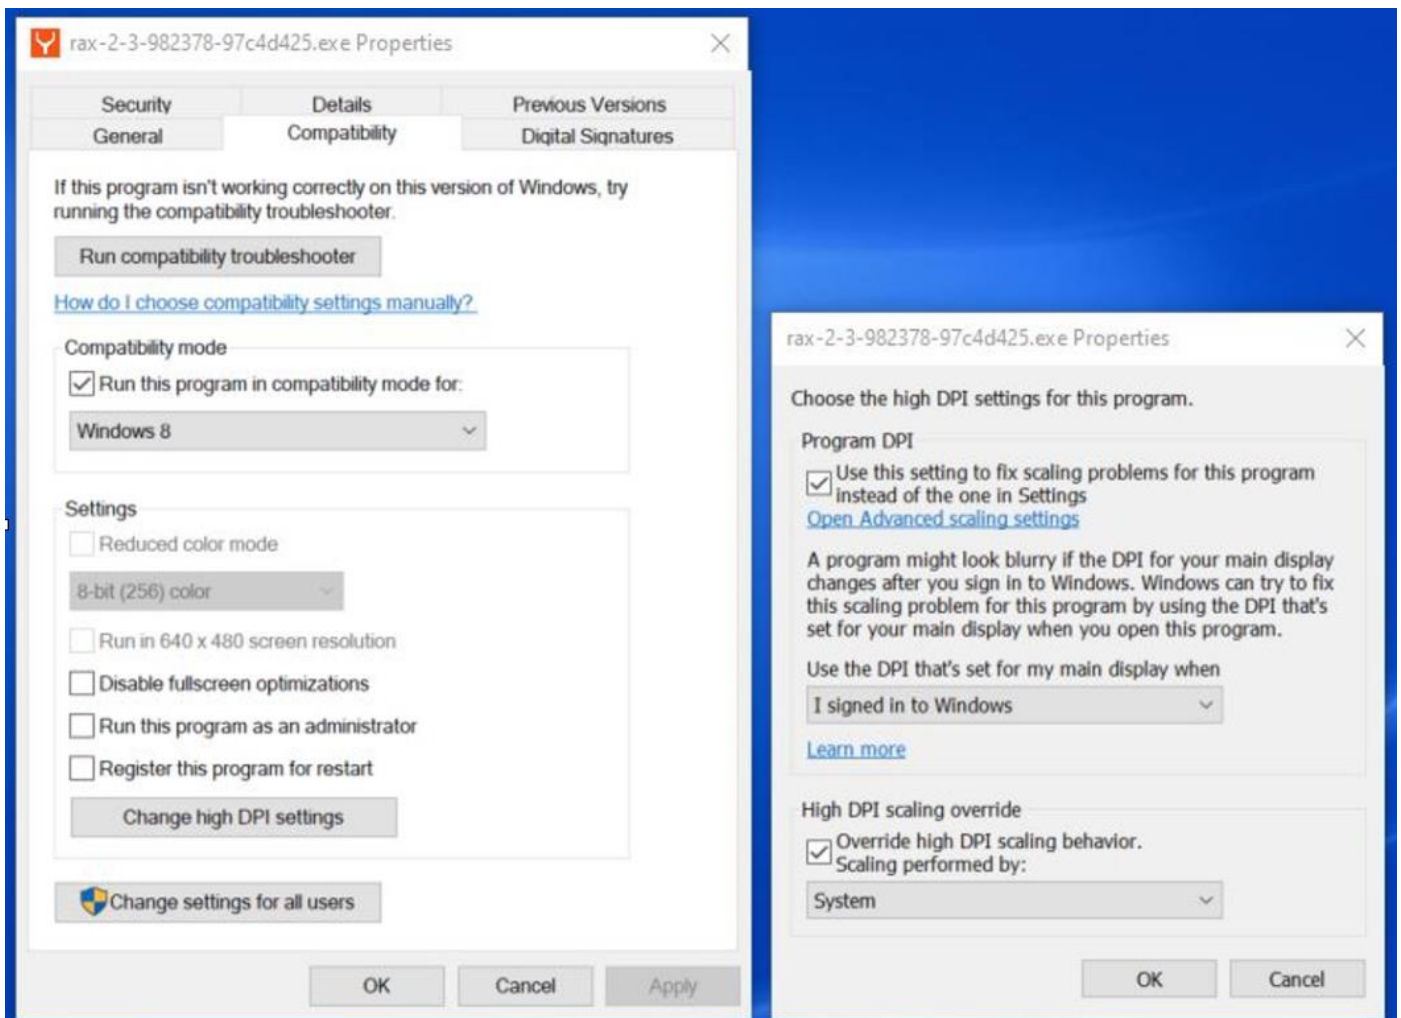 rax-2-3-982378-97c4d425.exe Properties
Security Details Previous Versions
General Compatibility Digital Signatures
If this program isn't working correctly on this version of Windows, try
running the compatibility troubleshooter.
Run compatibility troubleshooter
How do I choose compatibility settings manually?
Compatibility mode
Run this program in compatibility mode for:
Windows 8
Settings
Reduced color mode
8-bit (256) color
Run in 640 x 480 screen resolution
Disable fullscreen optimizations
Run this program as an administrator
Register this program for restart
Change high DPI settings
Change settings for all users
OK Cancel Apply
rax-2-3-982378-97c4d425.exe Properties
Choose the high DPI settings for this program.
Program DPI
Use this setting to fix scaling problems for this program
instead of the one in Settings
Open Advanced scaling settings
A program might look blurry if the DPI for your main display
changes after you sign in to Windows. Windows can try to fix
this scaling problem for this program by using the DPI that's
set for your main display when you open this program.
Use the DPI that's set for my main display when
I signed in to Windows
Learn more
High DPI scaling override
Override high DPI scaling behavior.
Scaling performed by:
System
OK Cancel